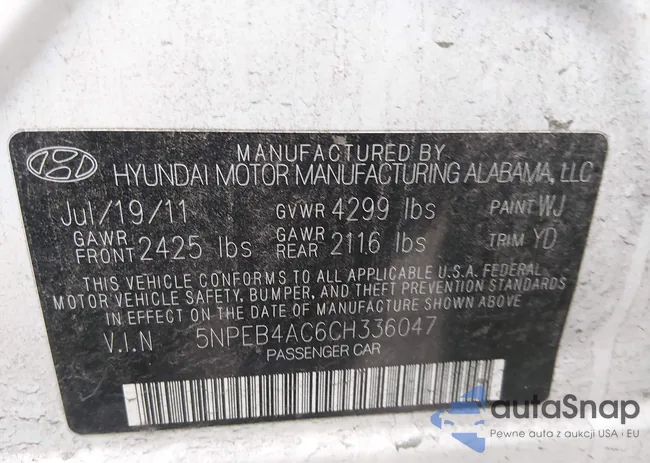 MANUFACTURED BY
HYUNDAI MOTOR MANUFACTURING ALABAMA, LLC
Jul/19/11 GVWR 4299 lbs PAINT WJ
GAWR FRONT 2425 lbs GAWR REAR 2116 lbs TRIM YD
THIS VEHICLE CONFORMS TO ALL APPLICABLE U.S.A. FEDERAL
MOTOR VEHICLE SAFETY, BUMPER, AND THEFT PREVENTION STANDARDS
IN EFFECT ON THE DATE OF MANUFACTURE SHOWN ABOVE
V.I.N 5NPEB4AC6CH336047
PASSENGER CAR
autaSnap
Pewne auta z aukcji USA i EU